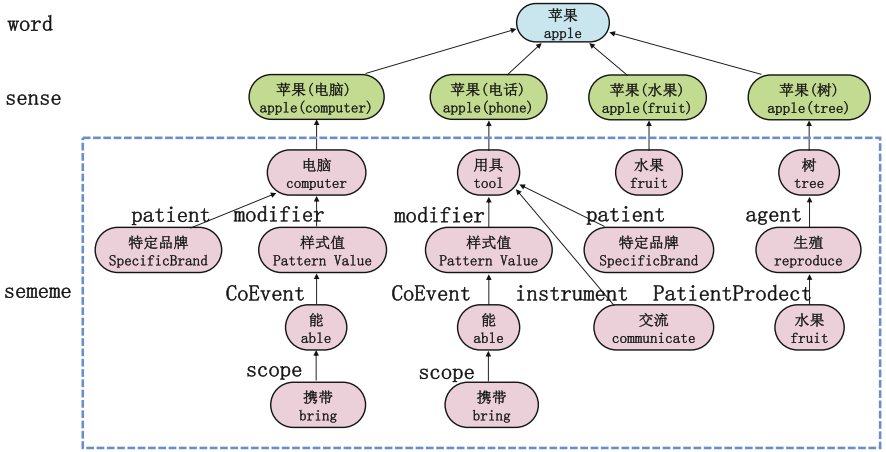 word
苹果
apple
sense
苹果(电脑)
apple(computer)
苹果(电话)
apple(phone)
苹果(水果)
apple(fruit)
苹果(树)
apple(tree)
电脑
computer
用具
tool
水果
fruit
树
tree
patient
modifier
modifier
patient
agent
特定品牌
SpecificBrand
样式值
Pattern Value
样式值
Pattern Value
特定品牌
SpecificBrand
生殖
reproduce
sememe
CoEvent
CoEvent
instrument
PatientProdect
能
able
能
able
交流
communicate
水果
fruit
scope
scope
携带
bring
携带
bring